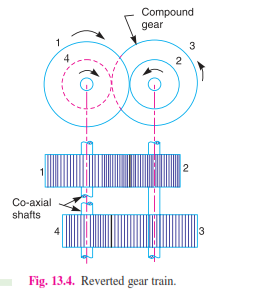 Compound
gear
1
3
4
2
1
2
Co-axial
shafts
4
3
Fig. 13.4. Reverted gear train.